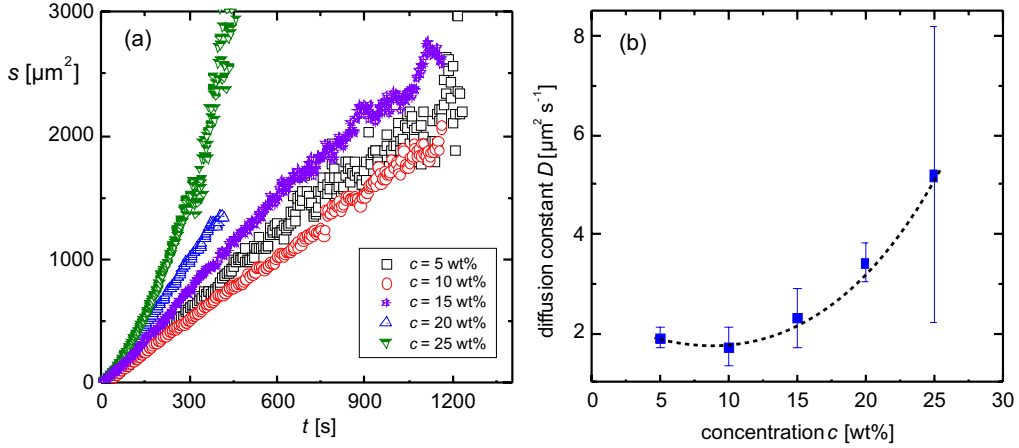 (a)
s [µm²]
3000
2000
1000
0
0 300 600 900 1200
t [s]
c = 5 wt%
c = 10 wt%
c = 15 wt%
c = 20 wt%
c = 25 wt%
(b)
diffusion constant D [µm² s⁻¹]
8
6
4
2
0 5 10 15 20 25 30
concentration c [wt%]